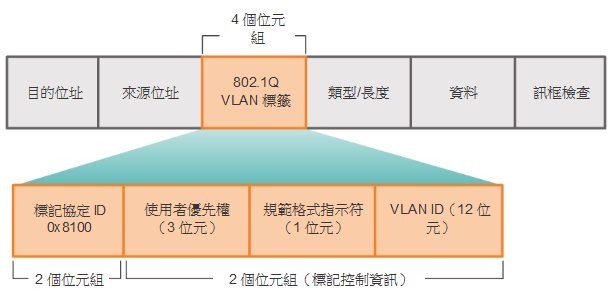 4 個位元
組
目的位址
來源位址
802.1Q
VLAN 標籤
類型/長度
資料
訊框檢查
標記協定 ID
0x8100
使用者優先權
（3 位元）
規範格式指示符
（1 位元）
VLAN ID（12 位
元）
2 個位元組
2 個位元組（標記控制資訊）